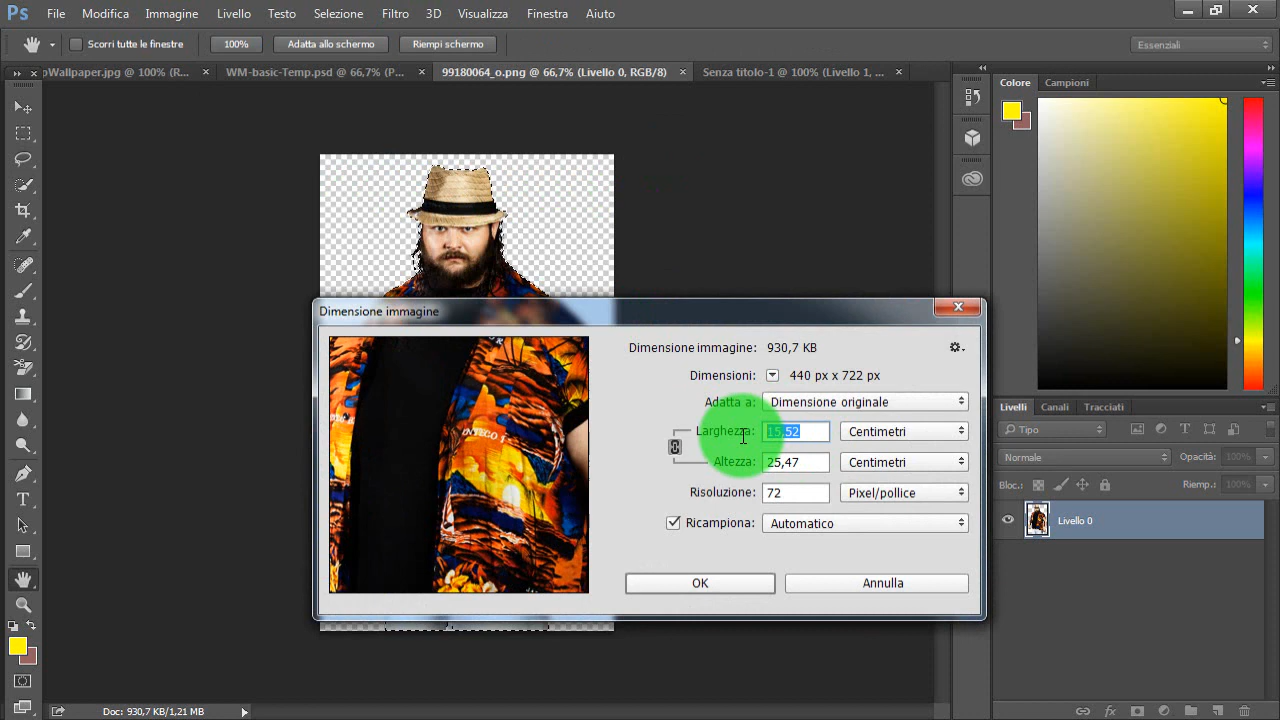 Ps File Modifica Immagine Livello Testo Selezione Filtro 3D Visualizza Finestra Aiuto
Scorri tutte le finestre 100% Adatta allo schermo Riempi schermo Essenziali
pWallpaper.jpg @ 100% (R... WM-basic-Temp.psd @ 66,7% (P... 99180064_o.png @ 66,7% (Livello 0, RGB/8) Senza titolo-1 @ 100% (Livello 1, ...
Colore Campioni
Dimensione immagine
Dimensione immagine: 930,7 KB
Dimensioni: 440 px x 722 px
Adatta a: Dimensione originale
Larghezza: 15,52 Centimetri
Altezza: 25,47 Centimetri
Risoluzione: 72 Pixel/pollice
Ricampiona: Automatico
OK Annulla
Livelli Canali Tracciati
Tipo
Normale Opacità: 100%
Bloc.: Riemp.: 100%
Livello 0
Doc: 930,7 KB/1,21 MB